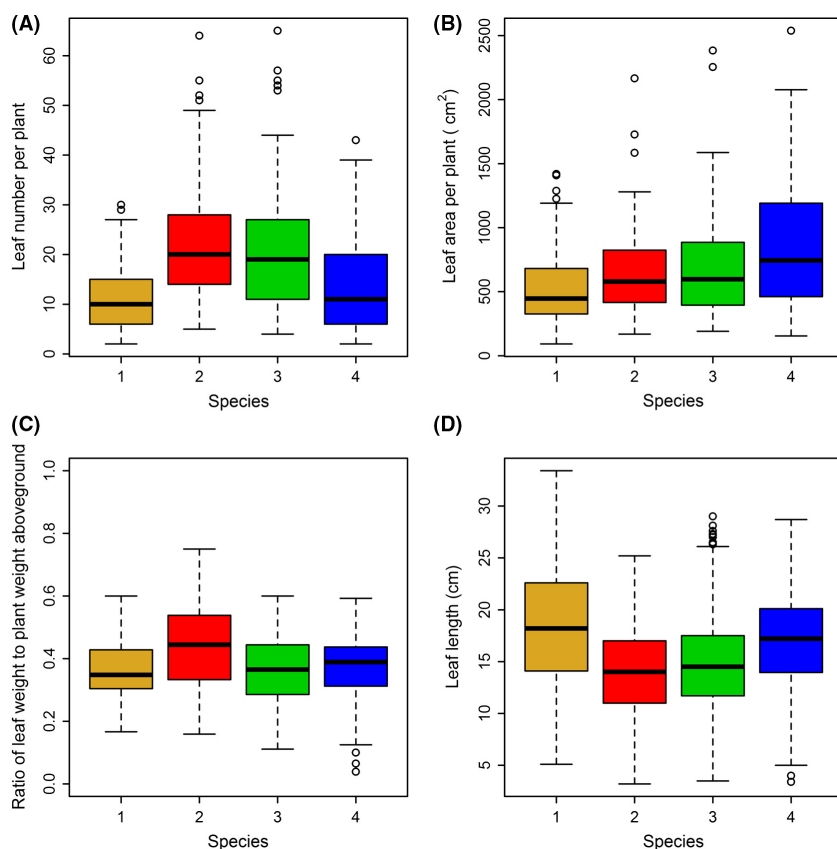 (A)
Leaf number per plant
0 10 20 30 40 50 60
1 2 3 4
Species
(B)
Leaf area per plant ( cm²)
0 500 1000 1500 2000 2500
1 2 3 4
Species
(C)
Ratio of leaf weight to plant weight aboveground
0.0 0.2 0.4 0.6 0.8 1.0
1 2 3 4
Species
(D)
Leaf length (cm)
5 10 15 20 25 30
1 2 3 4
Species